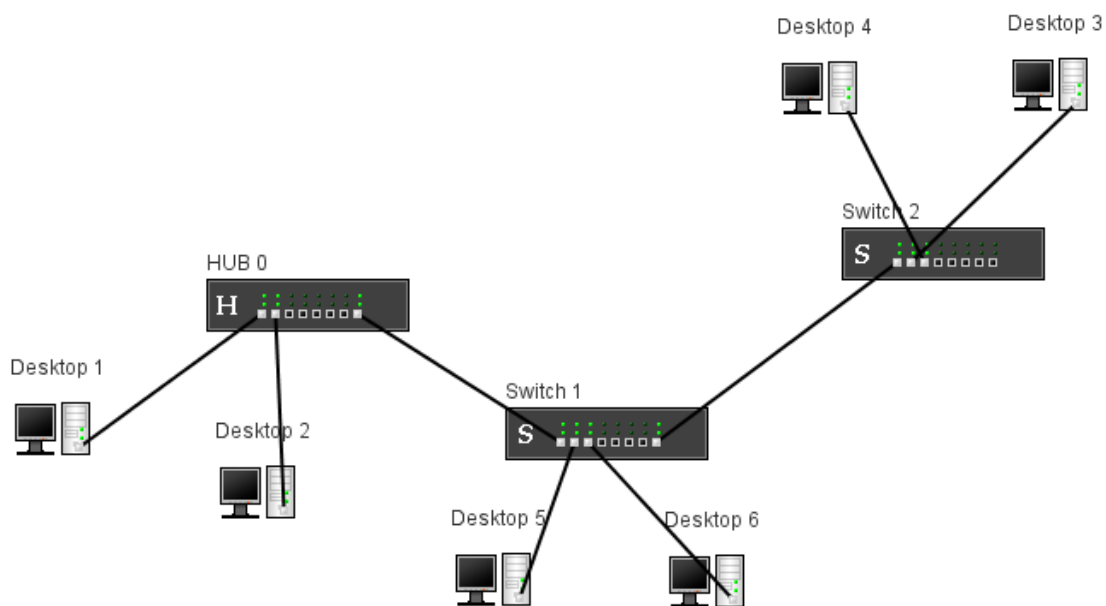 Desktop 4
Desktop 3
Switch 2
S
HUB 0
H
Desktop 1
Switch 1
S
Desktop 2
Desktop 5
Desktop 6